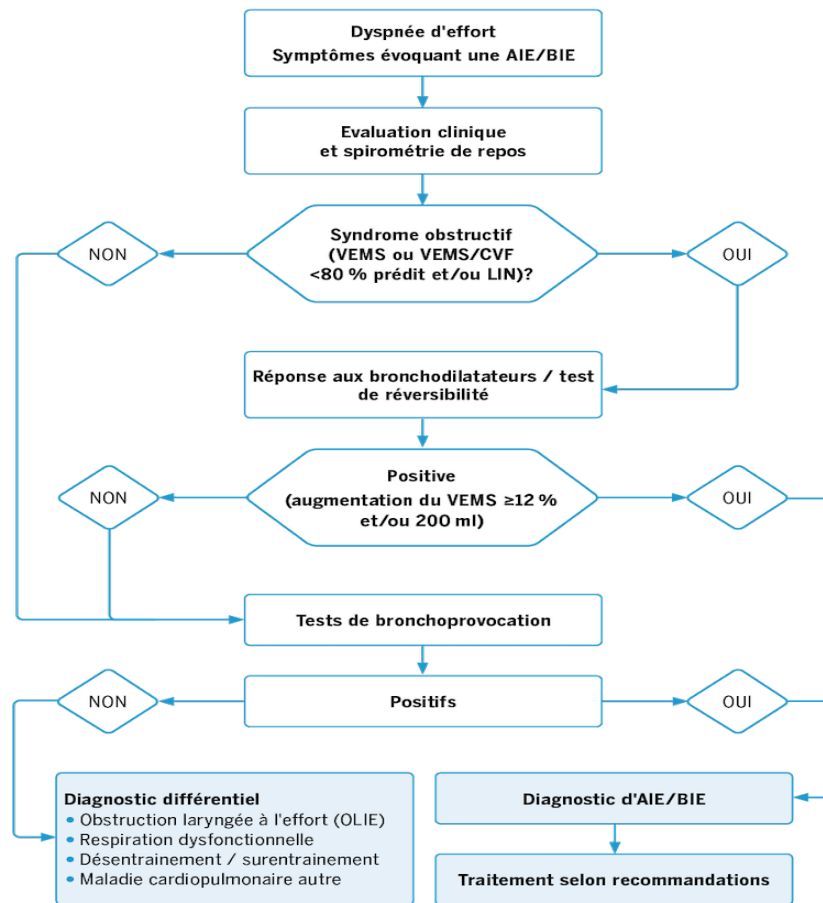 Dyspnée d'effort
Symptômes évoquant une AIE/BIE
Evaluation clinique
et spirométrie de repos
Syndrome obstructif
(VEMS ou VEMS/CVF
<80 % prédit et/ou LIN)?
NON
OUI
Réponse aux bronchodilatateurs / test
de réversibilité
Positive
(augmentation du VEMS ≥12 %
et/ou 200 ml)
NON
OUI
Tests de bronchoprovocation
NON
Positifs
OUI
Diagnostic différentiel
• Obstruction laryngée à l'effort (OLIE)
• Respiration dysfonctionnelle
• Désentrainement / surentrainement
• Maladie cardiopulmonaire autre
Diagnostic d'AIE/BIE
Traitement selon recommandations